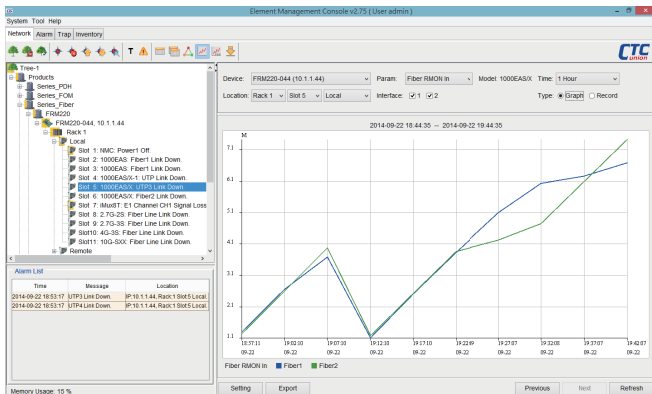 Element Management Console v2.75 ( User admin )
System Tool Help
Network Alarm Trap Inventory
T
CTC
union
Tree-1
Products
Series_PDH
Series_FOM
Series_Fiber
FRM220
FRM220-044, 10.1.1.44
Rack 1
Local
Slot 1: NMC: Power1 Off.
Slot 2: 1000EAS: Fiber1 Link Down.
Slot 3: 1000EAS: Fiber1 Link Down.
Slot 4: 1000EAS/X-1: UTP Link Down.
Slot 5: 1000EAS/X: UTP3 Link Down.
Slot 6: 1000EAS/X: Fiber2 Link Down.
Slot 7: iMux8T: E1 Channel CH1 Signal Loss
Slot 8: 2.7G-2S: Fiber Line Link Down.
Slot 9: 2.7G-3S: Fiber Line Link Down.
Slot10: 4G-3S: Fiber Line Link Down.
Slot11: 10G-SXX: Fiber Line Link Down.
Remote
Alarm List
Time Message Location
2014-09-22 18:53:17 UTP3 Link Down. IP:10.1.1.44, Rack:1 Slot:5 Local.
2014-09-22 18:53:17 UTP4 Link Down. IP:10.1.1.44, Rack:1 Slot:5 Local.
Memory Usage: 15 %
Device: FRM220-044 (10.1.1.44) Param: Fiber RMON In Model: 1000EAS/X Time: 1 Hour
Location: Rack 1 Slot 5 Local Interface: 1 2 Type: Graph Record
2014-09-22 18:44:35 -- 2014-09-22 19:44:35
M
7.1
6.1
5.1
4.1
3.1
2.1
1.1
18:57:11 19:02:10 19:07:10 19:12:10 19:17:10 19:22:09 19:27:07 19:32:08 19:37:07 19:42:07
09-22 09-22 09-22 09-22 09-22 09-22 09-22 09-22 09-22 09-22
Fiber RMON In Fiber1 Fiber2
Setting Export Previous Next Refresh